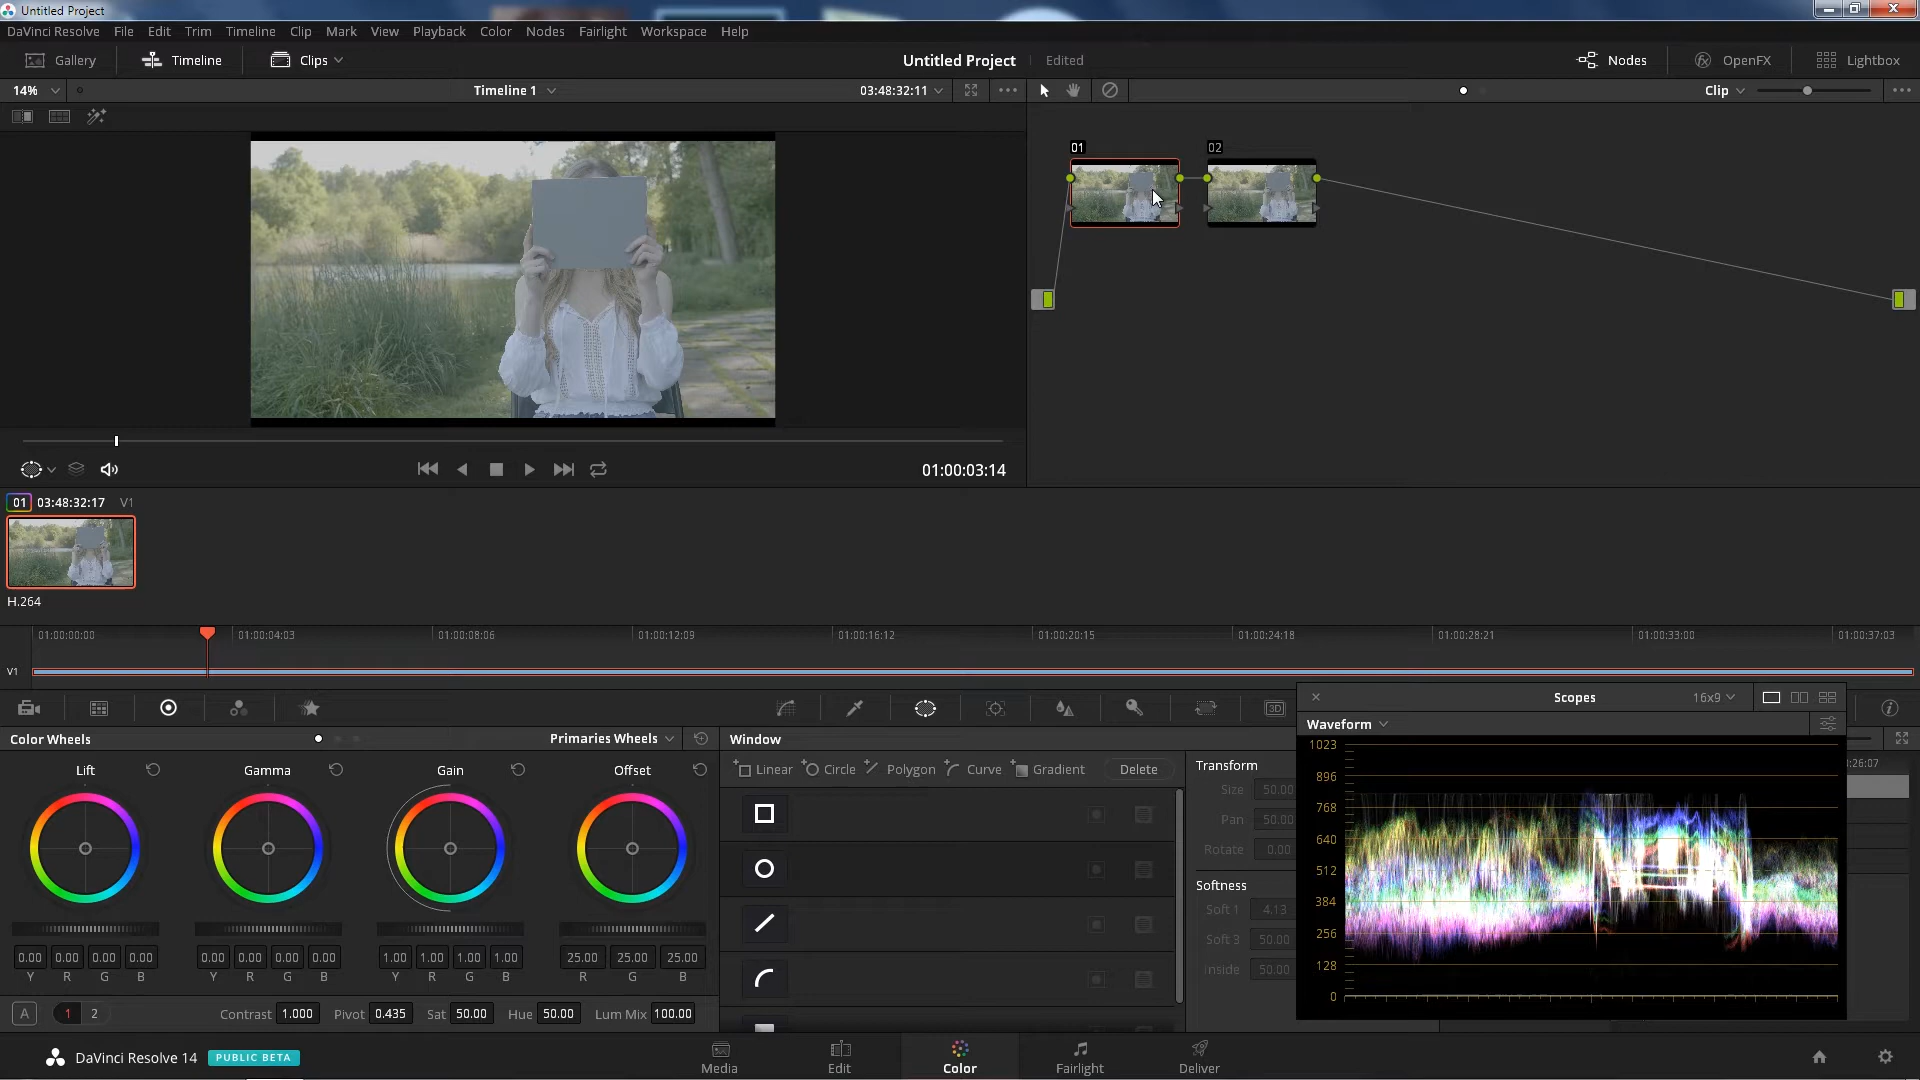 Untitled Project
DaVinci Resolve File Edit Trim Timeline Clip Mark View Playback Color Nodes Fairlight Workspace Help
Gallery Timeline Clips Untitled Project Edited Nodes OpenFX Lightbox
14% Timeline 1 03:48:32:11 Clip
01 02
01:00:03:14
01 03:48:32:17 V1
H.264
01:00:00:00 01:00:04:03 01:00:08:06 01:00:12:09 01:00:16:12 01:00:20:15 01:00:24:18 01:00:28:21 01:00:33:00 01:00:37:03
V1
3D
Scopes 16x9
Color Wheels Primaries Wheels Window
Waveform
Lift Gamma Gain Offset
Linear Circle Polygon Curve Gradient Delete
Transform
Size 50.00
Pan 50.00
Rotate 0.00
Softness
Soft 1 4.13
Soft 3 50.00
Inside 50.00
1023
896
768
640
512
384
256
128
0
:26:07
0.00 0.00 0.00 0.00 0.00 0.00 0.00 0.00 1.00 1.00 1.00 1.00 25.00 25.00 25.00
Y R G B Y R G B Y R G B R G B
A 1 2 Contrast 1.000 Pivot 0.435 Sat 50.00 Hue 50.00 Lum Mix 100.00
DaVinci Resolve 14 PUBLIC BETA
Media Edit Color Fairlight Deliver